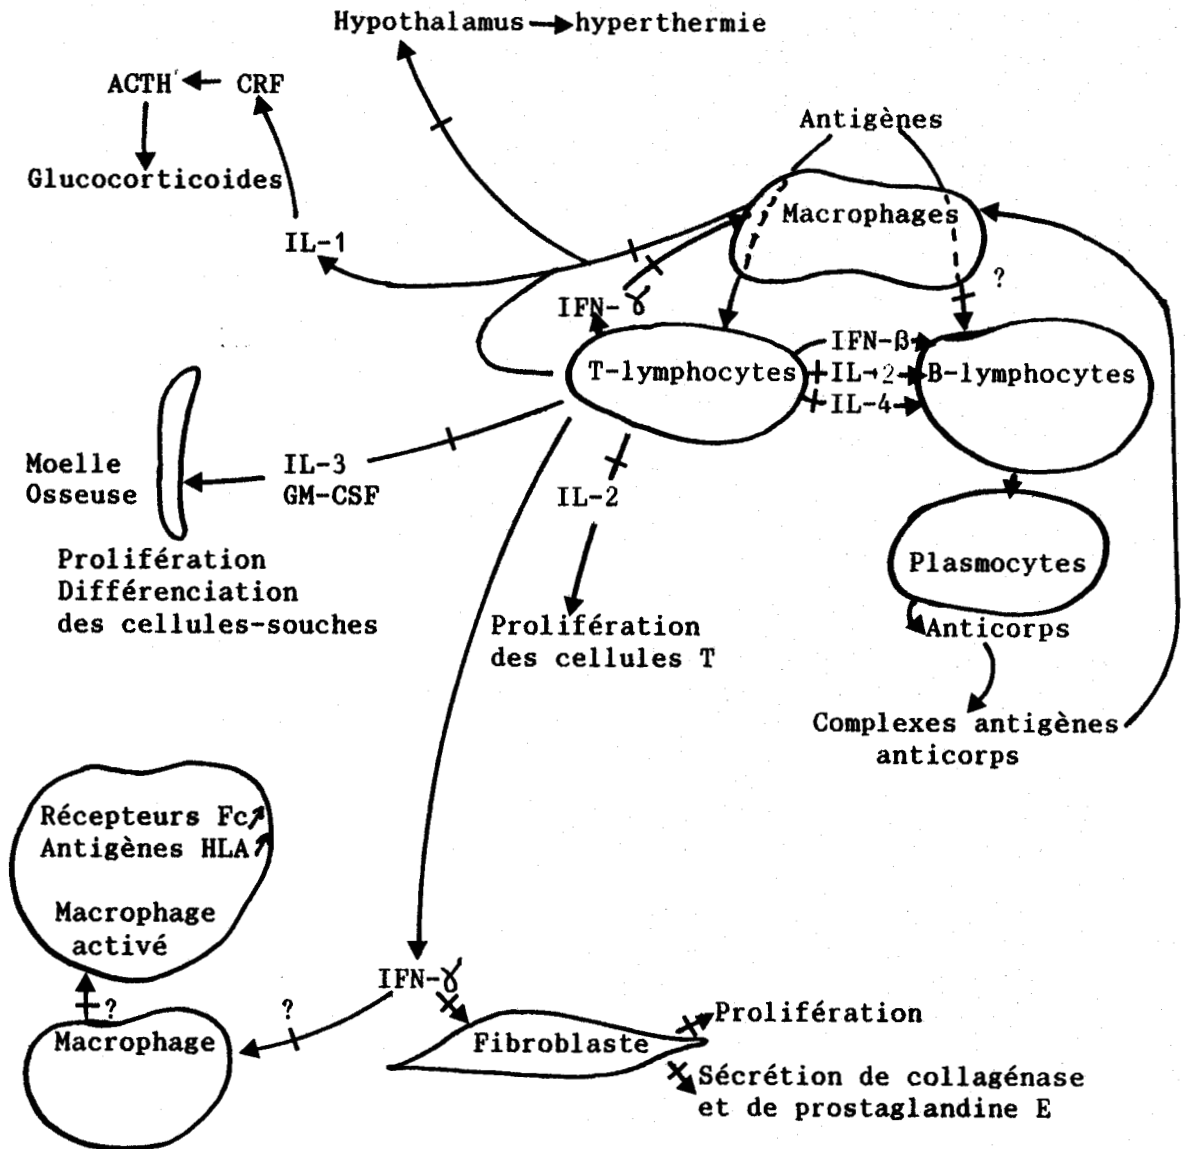 Hypothalamus hyperthermie
ACTH CRF
Glucocorticoides
Antigènes
Macrophages
IL-1
?
IFN-ɣ
T-lymphocytes
IFN-β
IL-2
IL-4
B-lymphocytes
Moelle
Osseuse
IL-3
GM-CSF
IL-2
Prolifération
Différenciation
des cellules-souches
Prolifération
des cellules T
Plasmocytes
Anticorps
Complexes antigènes
anticorps
Récepteurs Fc
Antigènes HLA
Macrophage
activé
?
Macrophage
IFN-ɣ
?
Fibroblaste
Prolifération
Sécrétion de collagénase
et de prostaglandine E